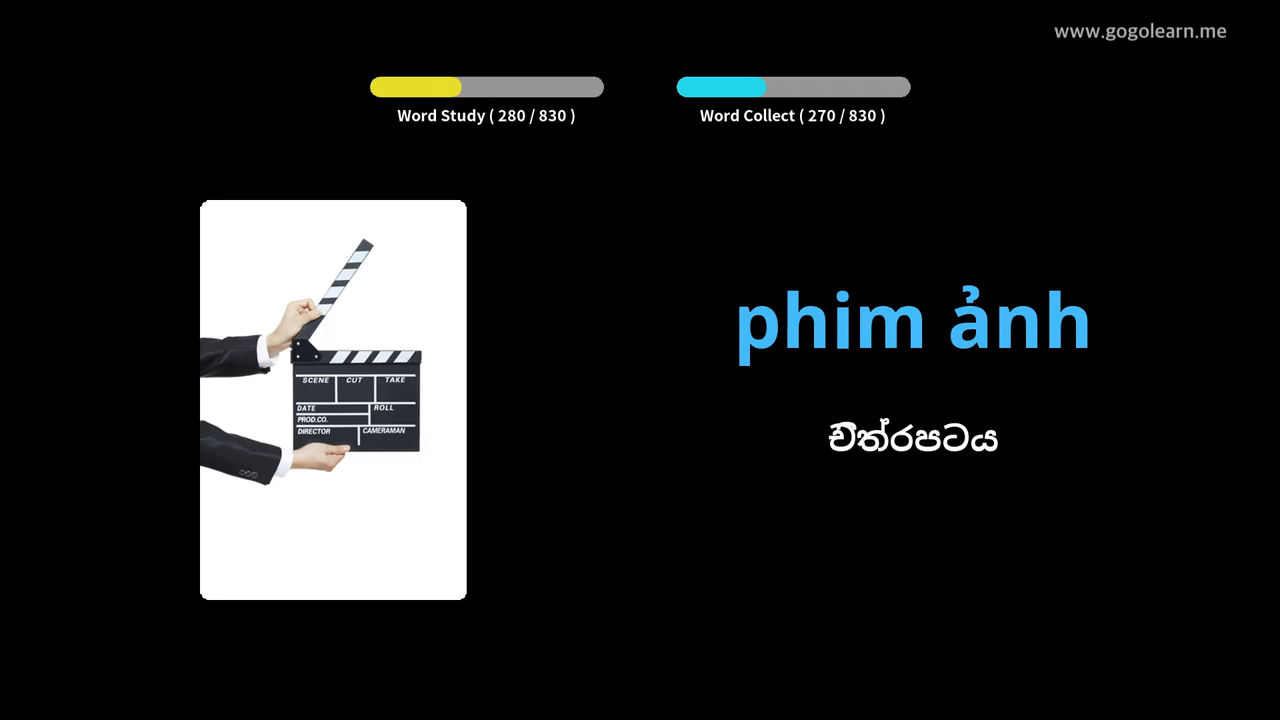 www.gogolearn.me
Word Study ( 280 / 830 )
Word Collect ( 270 / 830 )
phim ảnh
චිත්රපටය
SCENE CUT TAKE
DATE ROLL
PROD.CO.
DIRECTOR CAMERAMAN